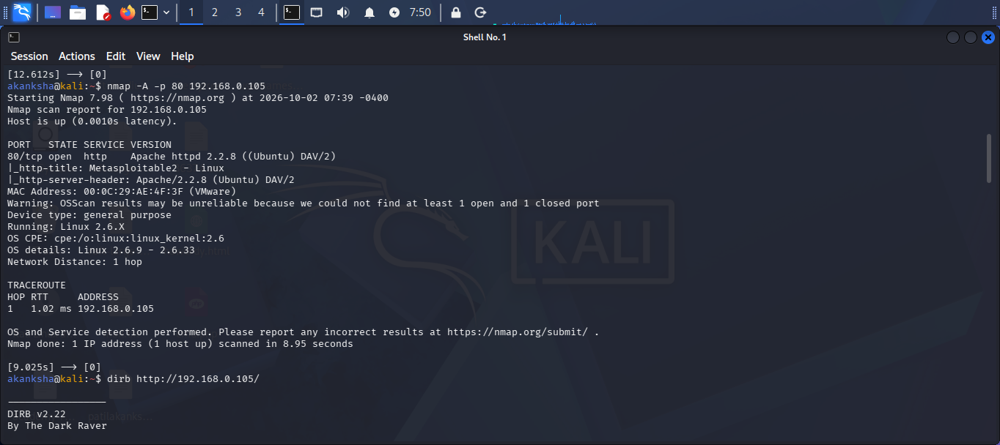 1 2 3 4 7:50
Shell No. 1
Session Actions Edit View Help
[12.612s] ⟶ [0]
akanksha@kali:~$ nmap -A -p 80 192.168.0.105
Starting Nmap 7.98 ( https://nmap.org ) at 2026-10-02 07:39 -0400
Nmap scan report for 192.168.0.105
Host is up (0.0010s latency).
PORT   STATE SERVICE VERSION
80/tcp open  http    Apache httpd 2.2.8 ((Ubuntu) DAV/2)
|_http-title: Metasploitable2 - Linux
|_http-server-header: Apache/2.2.8 (Ubuntu) DAV/2
MAC Address: 00:0C:29:AE:4F:3F (VMware)
Warning: OSScan results may be unreliable because we could not find at least 1 open and 1 closed port
Device type: general purpose
Running: Linux 2.6.X
OS CPE: cpe:/o:linux:linux_kernel:2.6
OS details: Linux 2.6.9 - 2.6.33
Network Distance: 1 hop
KALI
TRACEROUTE
HOP RTT     ADDRESS
1   1.02 ms 192.168.0.105
OS and Service detection performed. Please report any incorrect results at https://nmap.org/submit/ .
Nmap done: 1 IP address (1 host up) scanned in 8.95 seconds
[9.025s] ⟶ [0]
akanksha@kali:~$ dirb http://192.168.0.105/
-----------------
DIRB v2.22
By The Dark Raver
patilakanks...